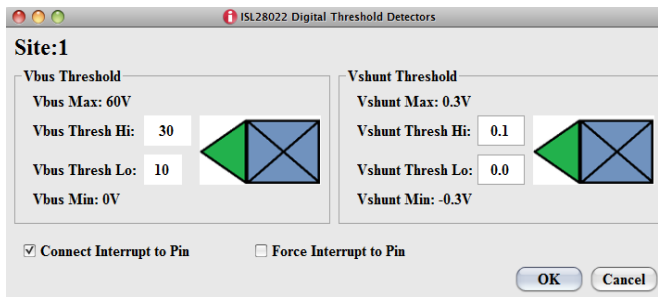 ISL28022 Digital Threshold Detectors
Site:1
Vbus Threshold
Vbus Max: 60V
Vbus Thresh Hi: 30
Vbus Thresh Lo: 10
Vbus Min: 0V
Vshunt Threshold
Vshunt Max: 0.3V
Vshunt Thresh Hi: 0.1
Vshunt Thresh Lo: 0.0
Vshunt Min: -0.3V
Connect Interrupt to Pin
Force Interrupt to Pin
OK
Cancel